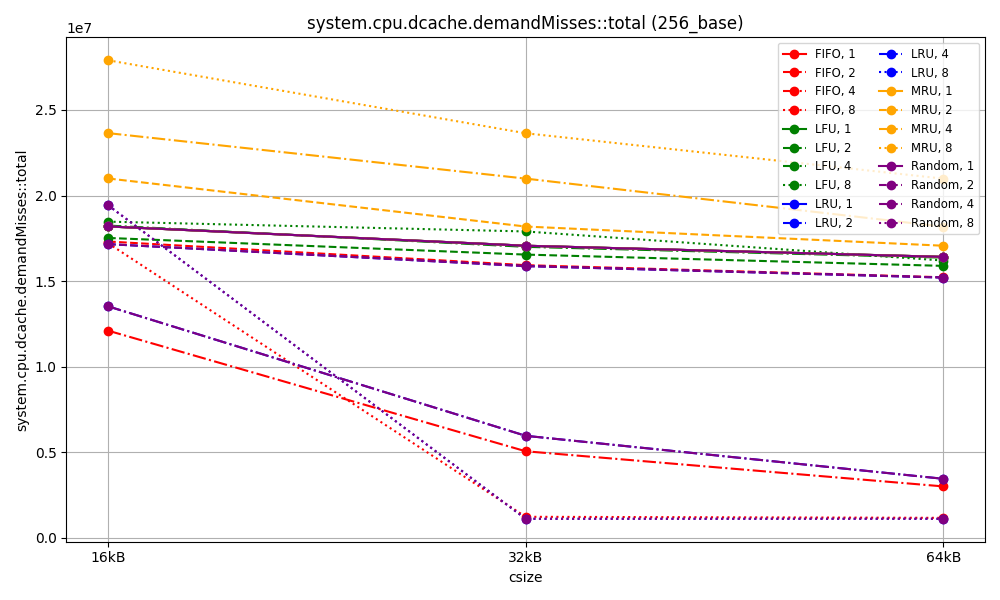 system.cpu.dcache.demandMisses::total (256_base)
1e7
2.5
2.0
1.5
1.0
0.5
0.0
system.cpu.dcache.demandMisses::total
16kB
32kB
64kB
csize
FIFO, 1
FIFO, 2
FIFO, 4
FIFO, 8
LFU, 1
LFU, 2
LFU, 4
LFU, 8
LRU, 1
LRU, 2
LRU, 4
LRU, 8
MRU, 1
MRU, 2
MRU, 4
MRU, 8
Random, 1
Random, 2
Random, 4
Random, 8